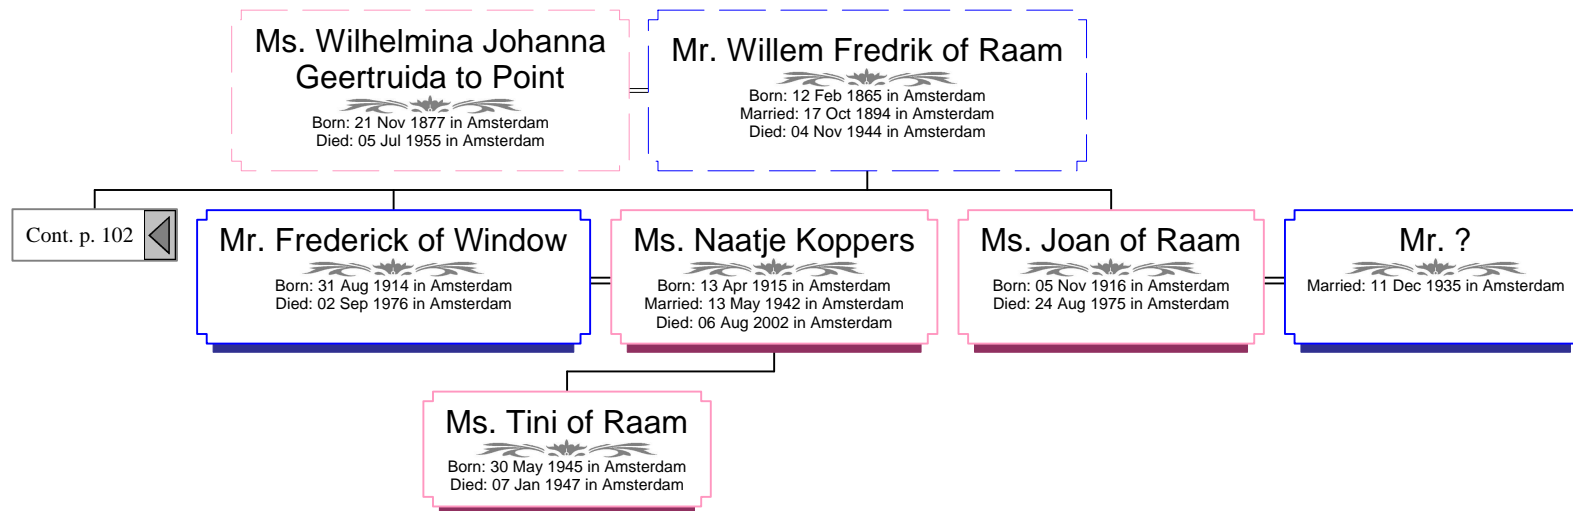 Ms. Wilhelmina Johanna
Geertruida to Point
Born: 21 Nov 1877 in Amsterdam
Died: 05 Jul 1955 in Amsterdam
Mr. Willem Fredrik of Raam
Born: 12 Feb 1865 in Amsterdam
Married: 17 Oct 1894 in Amsterdam
Died: 04 Nov 1944 in Amsterdam
Cont. p. 102
Mr. Frederick of Window
Born: 31 Aug 1914 in Amsterdam
Died: 02 Sep 1976 in Amsterdam
Ms. Naatje Koppers
Born: 13 Apr 1915 in Amsterdam
Married: 13 May 1942 in Amsterdam
Died: 06 Aug 2002 in Amsterdam
Ms. Joan of Raam
Born: 05 Nov 1916 in Amsterdam
Died: 24 Aug 1975 in Amsterdam
Mr. ?
Married: 11 Dec 1935 in Amsterdam
Ms. Tini of Raam
Born: 30 May 1945 in Amsterdam
Died: 07 Jan 1947 in Amsterdam